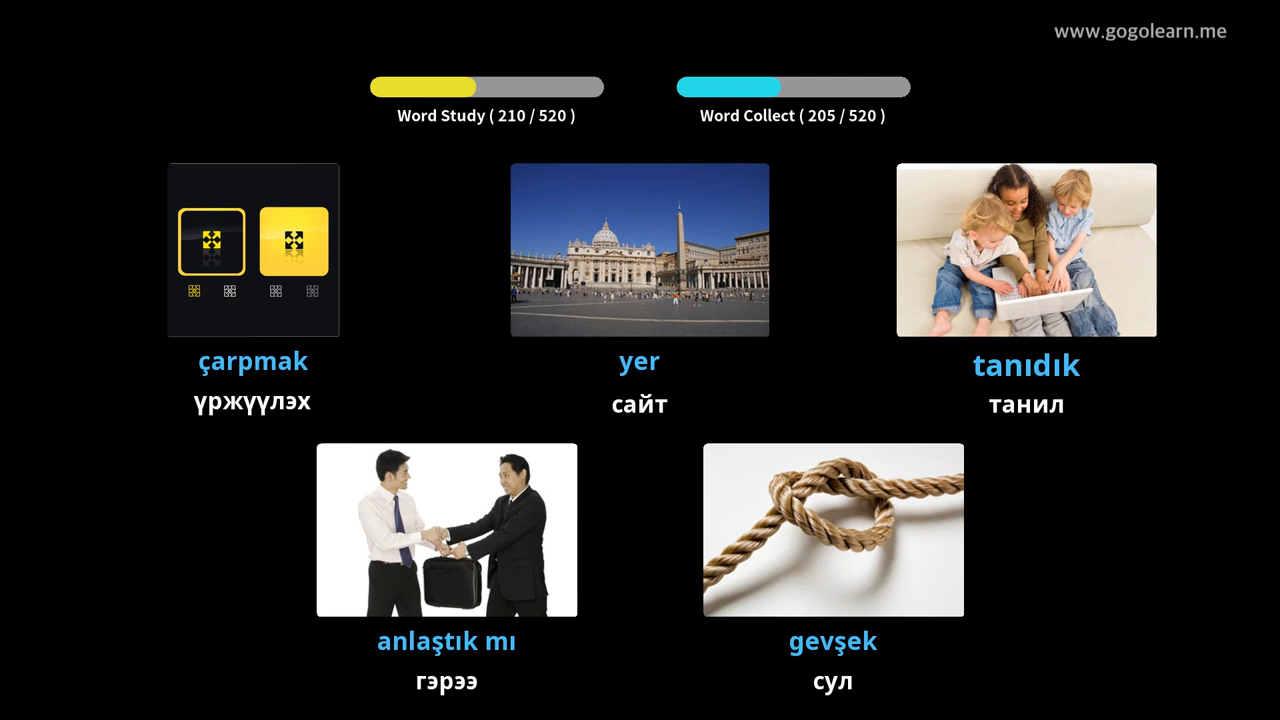 www.gogolearn.me
Word Study ( 210 / 520 )
Word Collect ( 205 / 520 )
çarpmak
yer
tanıdık
үржүүлэх
сайт
танил
anlaştık mı
gevşek
гэрээ
сул